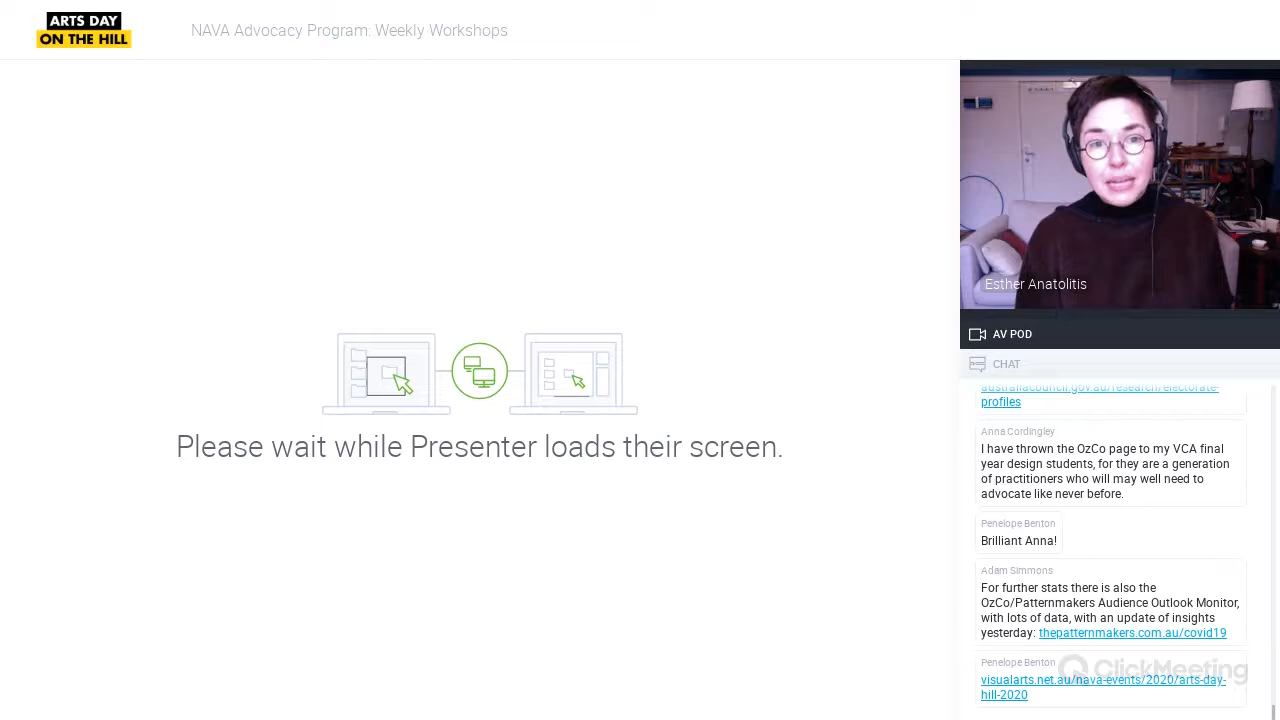 ARTS DAY
ON THE HILL
NAVA Advocacy Program: Weekly Workshops
Please wait while Presenter loads their screen.
Esther Anatolitis
AV POD
CHAT
australiacouncil.gov.au/research/electorate-
profiles
Anna Cordingley
I have thrown the OzCo page to my VCA final
year design students, for they are a generation
of practitioners who will may well need to
advocate like never before.
Penelope Benton
Brilliant Anna!
Adam Simmons
For further stats there is also the
OzCo/Patternmakers Audience Outlook Monitor,
with lots of data, with an update of insights
yesterday: thepatternmakers.com.au/covid19
Penelope Benton
visualarts.net.au/nava-events/2020/arts-day-
hill-2020
ClickMeeting